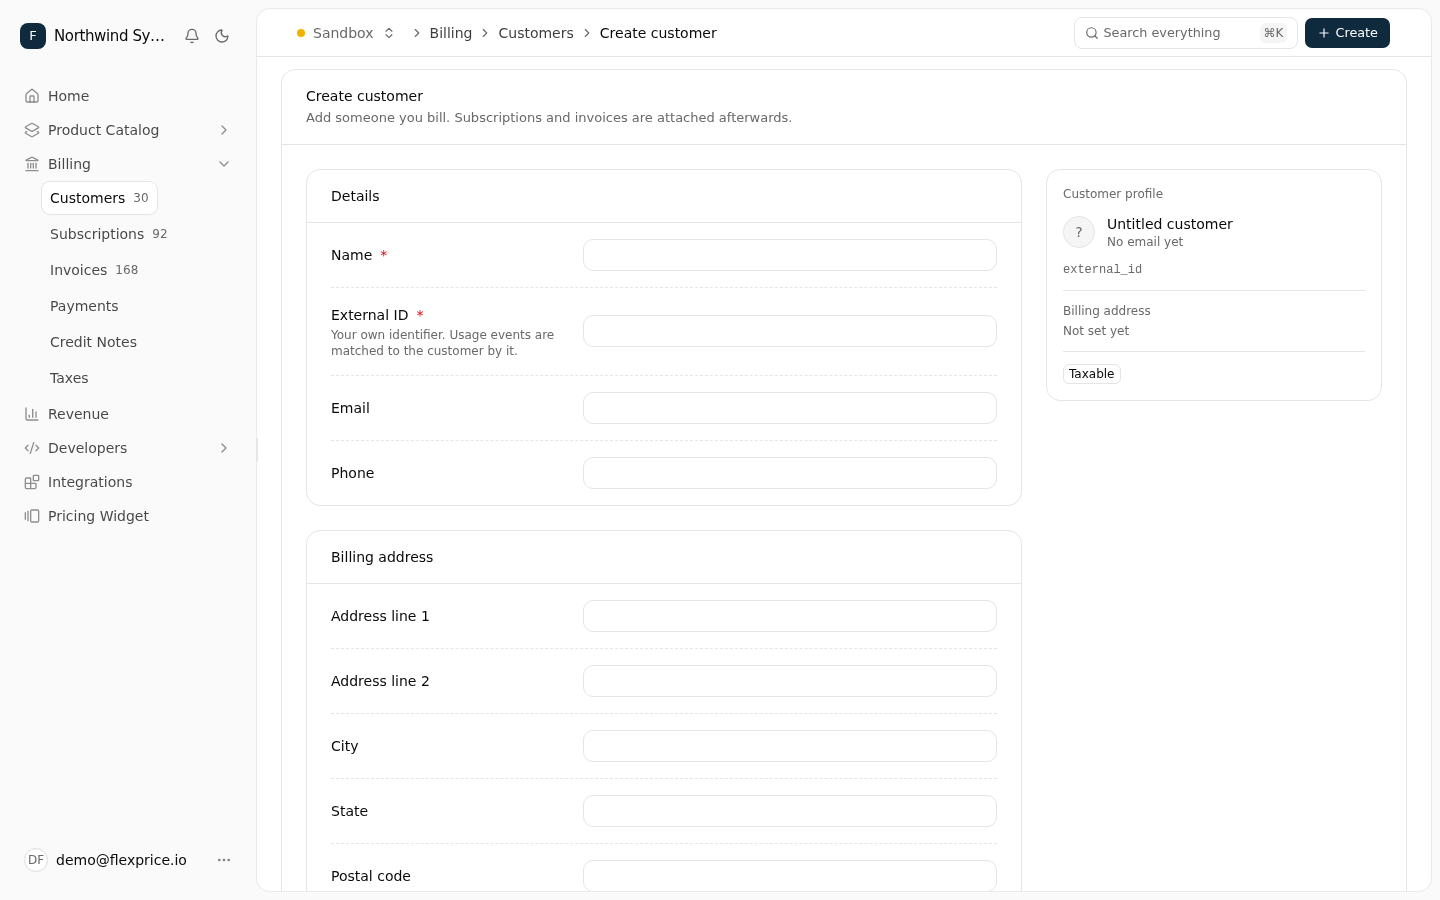 F Northwind Sy...
Home
Product Catalog
Billing
Customers 30
Subscriptions 92
Invoices 168
Payments
Credit Notes
Taxes
Revenue
Developers
Integrations
Pricing Widget
DF demo@flexprice.io
Sandbox Billing Customers Create customer
Search everything ⌘K
Create
Create customer
Add someone you bill. Subscriptions and invoices are attached afterwards.
Details
Name *
External ID *
Your own identifier. Usage events are
matched to the customer by it.
Email
Phone
Billing address
Address line 1
Address line 2
City
State
Postal code
Customer profile
?
Untitled customer
No email yet
external_id
Billing address
Not set yet
Taxable